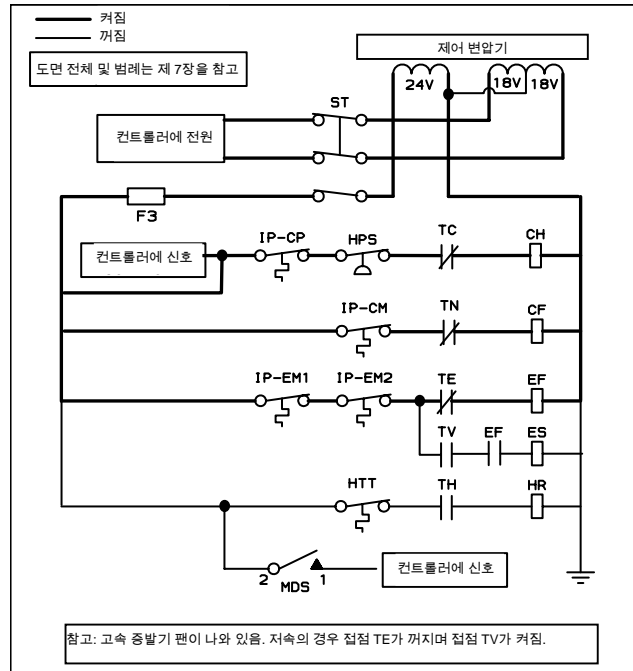 켜짐
꺼짐
도면 전체 및 범례는 제 7장을 참고
제어 변압기
24V
18V
18V
ST
컨트롤러에 전원
F3
컨트롤러에 신호
IP-CP
HPS
TC
CH
IP-CM
TN
CF
IP-EM1
IP-EM2
TE
EF
TV
EF
ES
HTT
TH
HR
2
MDS
1
컨트롤러에 신호
참고: 고속 증발기 팬이 나와 있음. 저속의 경우 접점 TE가 꺼지며 접점 TV가 켜짐.